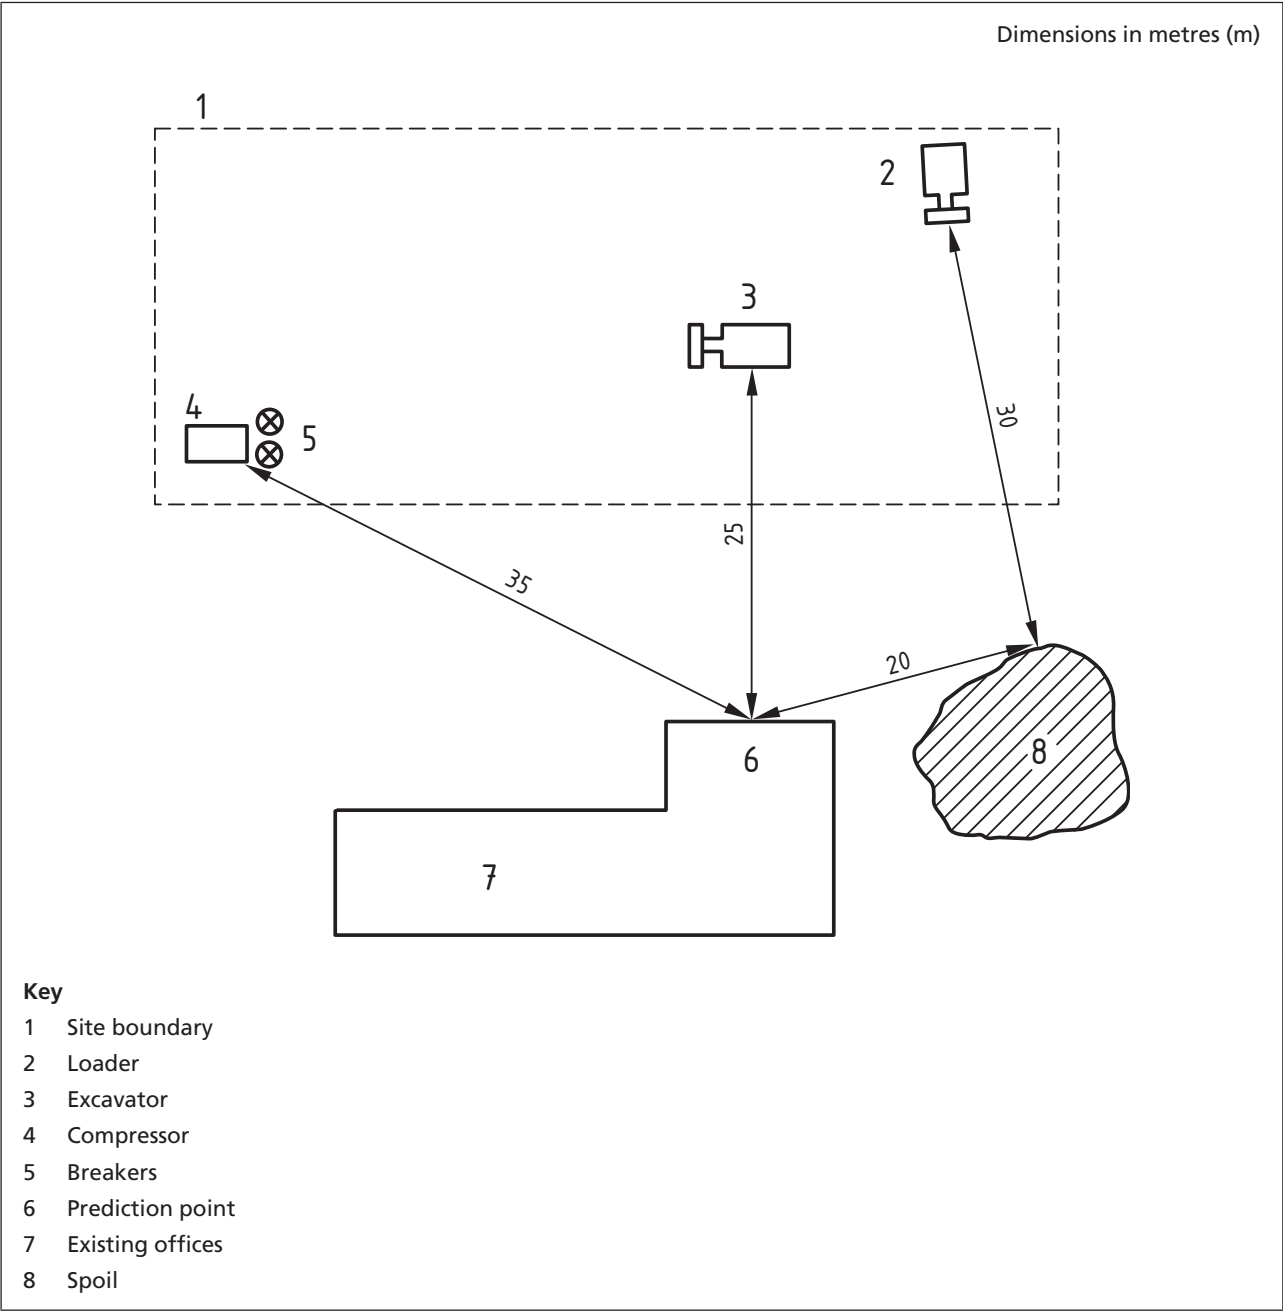 Dimensions in metres (m)
1
2
3
4
5
30
25
35
20
6
8
7
Key
1 Site boundary
2 Loader
3 Excavator
4 Compressor
5 Breakers
6 Prediction point
7 Existing offices
8 Spoil